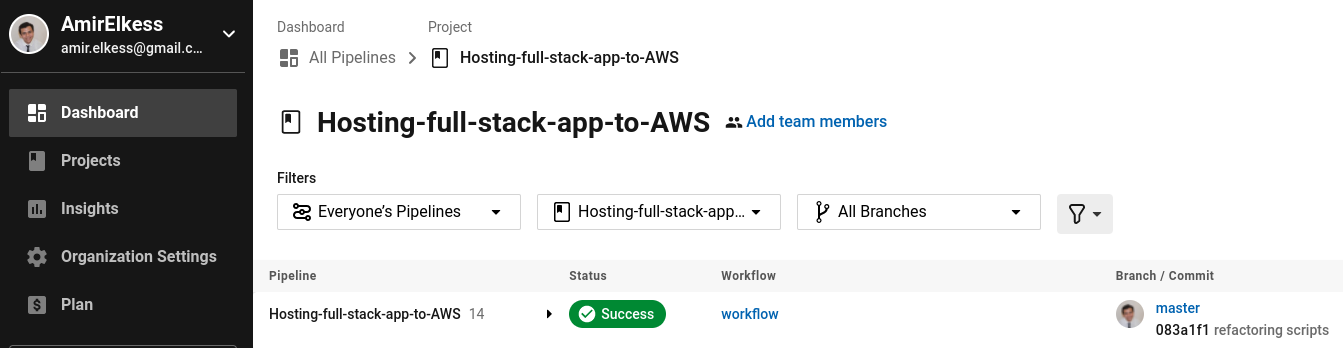 AmirElkess
amir.elkess@gmail.c...
Dashboard
Projects
Insights
Organization Settings
Plan
Dashboard Project
All Pipelines Hosting-full-stack-app-to-AWS
Hosting-full-stack-app-to-AWS Add team members
Filters
Everyone's Pipelines Hosting-full-stack-app... All Branches
Pipeline Status Workflow Branch / Commit
Hosting-full-stack-app-to-AWS 14 Success workflow master
083a1f1 refactoring scripts